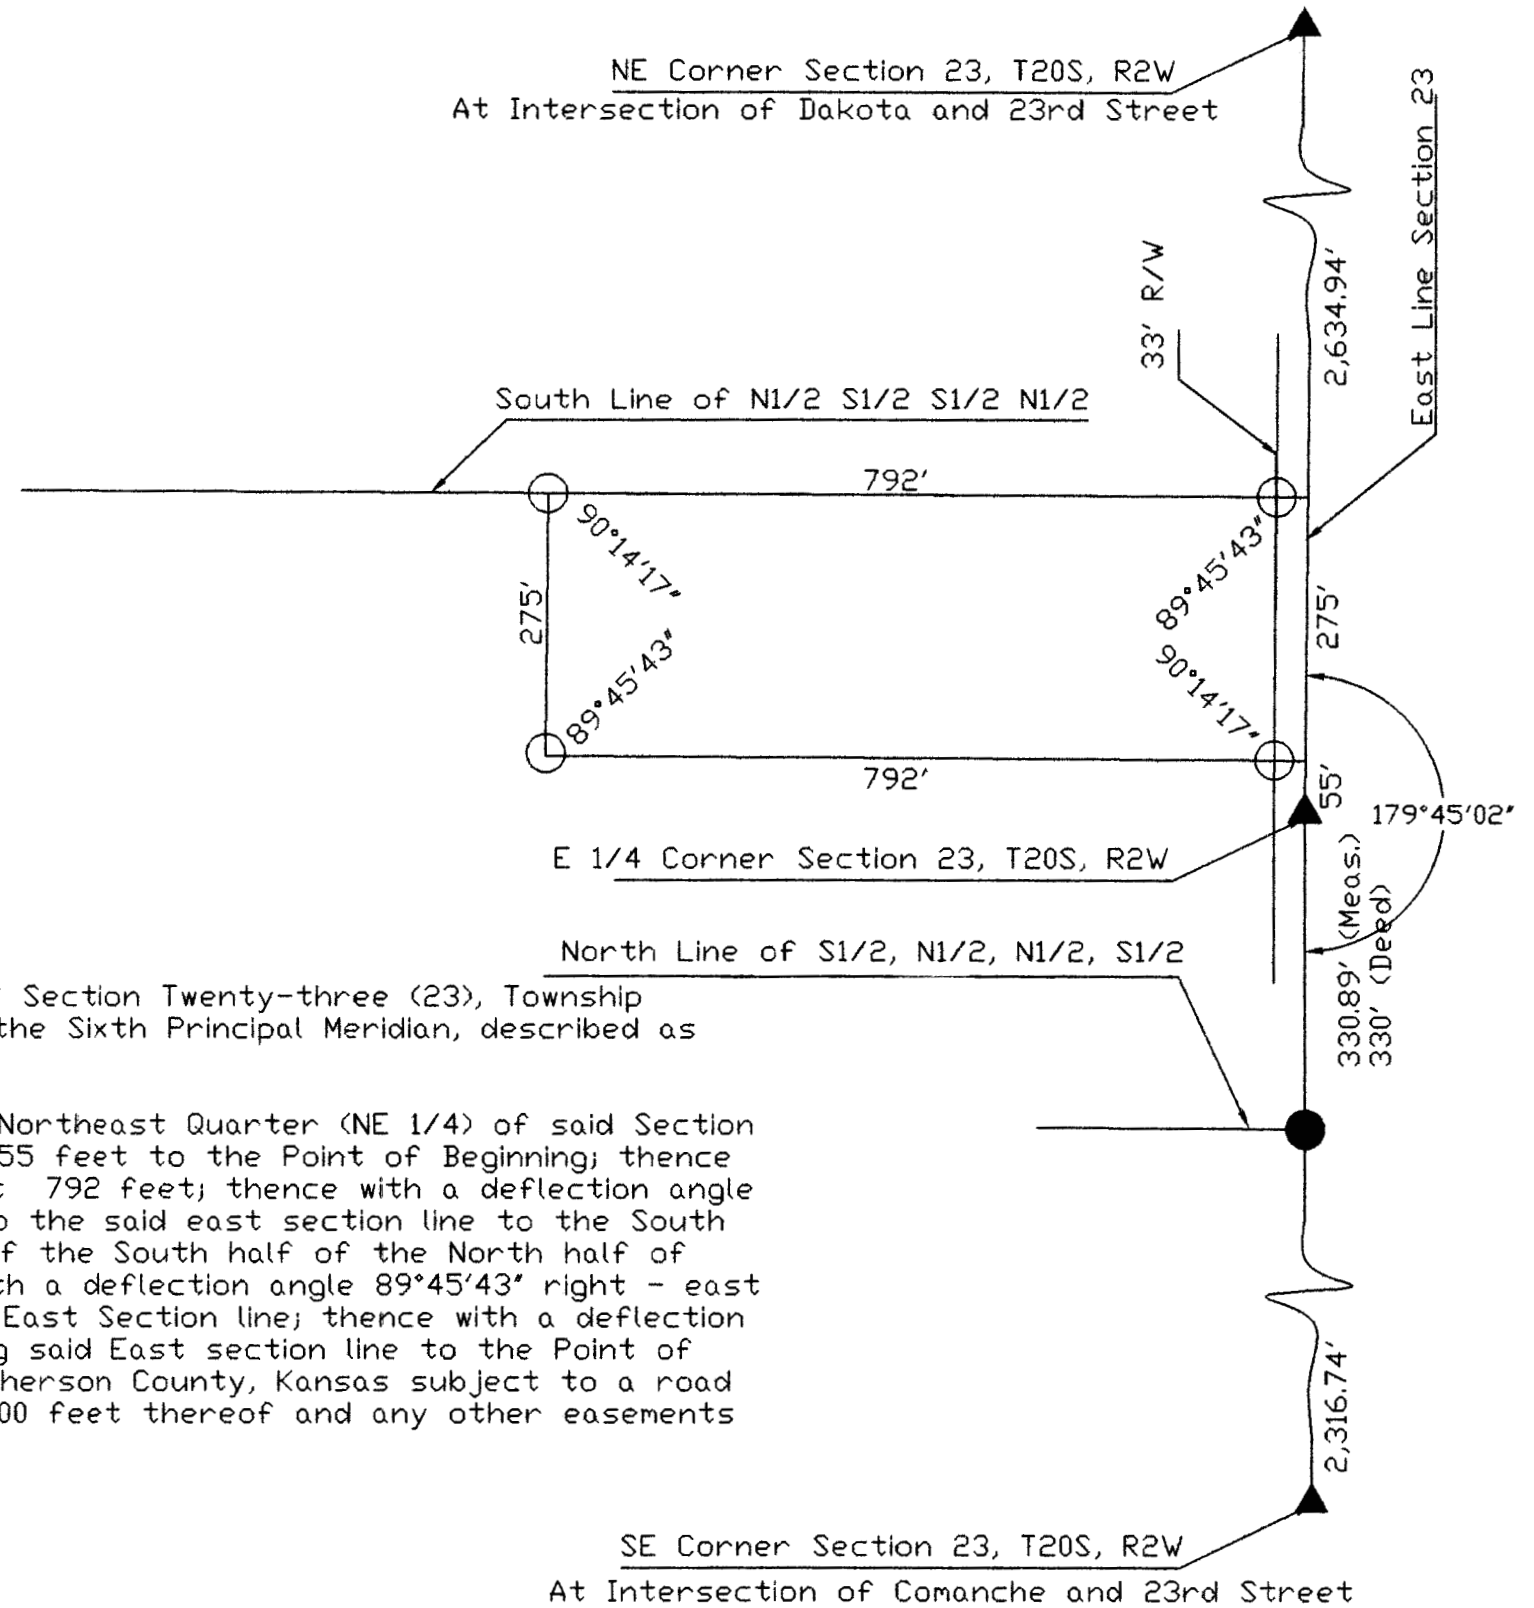 NE Corner Section 23, T20S, R2W
At Intersection of Dakota and 23rd Street
East Line Section 23
33' R/W
2,634.94'
South Line of N1/2 S1/2 S1/2 N1/2
792'
90°14'17"
89°45'43"
275'
275'
89°45'43"
90°14'17"
792'
55'
179°45'02"
E 1/4 Corner Section 23, T20S, R2W
330.89' (Meas.)
330' (Deed)
North Line of S1/2, N1/2, N1/2, S1/2
Section Twenty-three (23), Township
the Sixth Principal Meridian, described as
Northeast Quarter (NE 1/4) of said Section
55 feet to the Point of Beginning; thence
792 feet; thence with a deflection angle
the said east section line to the South
f the South half of the North half of
th a deflection angle 89°45'43" right - east
East Section line; thence with a deflection
g said East section line to the Point of
herson County, Kansas subject to a road
00 feet thereof and any other easements
2,316.74'
SE Corner Section 23, T20S, R2W
At Intersection of Comanche and 23rd Street